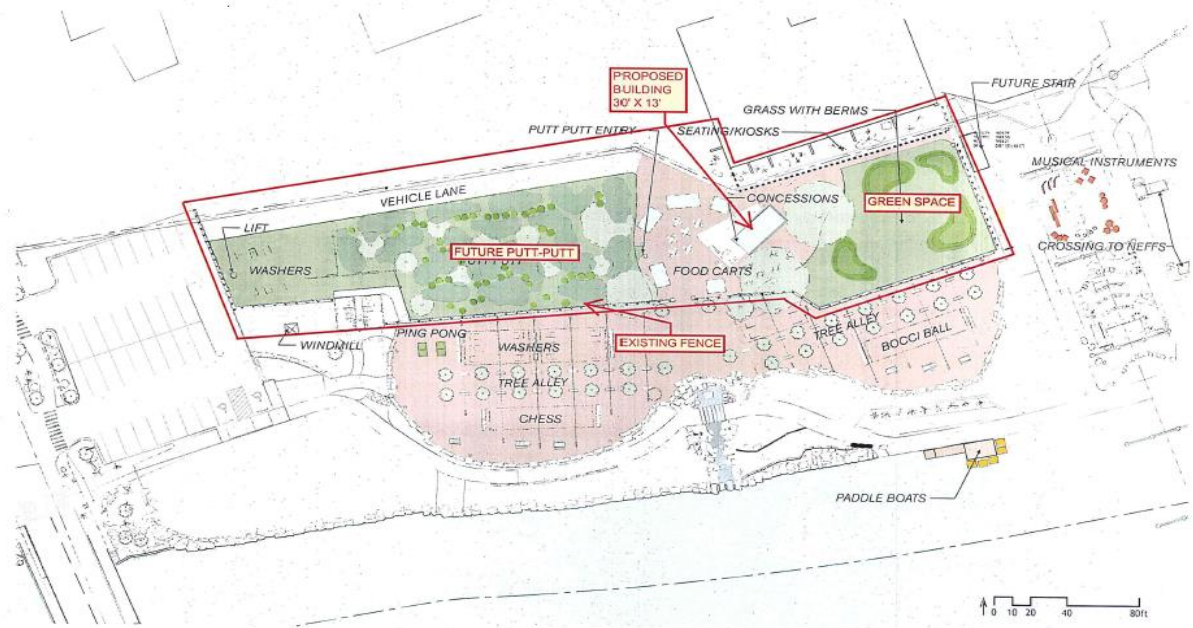 PROPOSED
BUILDING
30' X 13'
FUTURE STAIR
GRASS WITH BERMS
PUTT PUTT ENTRY
SEATING/KIOSKS
MUSICAL INSTRUMENTS
VEHICLE LANE
CONCESSIONS
GREEN SPACE
LIFT
CROSSING TO NEFFS
FUTURE PUTT-PUTT
WASHERS
FOOD CARTS
PING PONG
TREE ALLEY
WINDMILL
WASHERS
EXISTING FENCE
BOCCI BALL
TREE ALLEY
CHESS
PADDLE BOATS
0 10 20 40 80ft